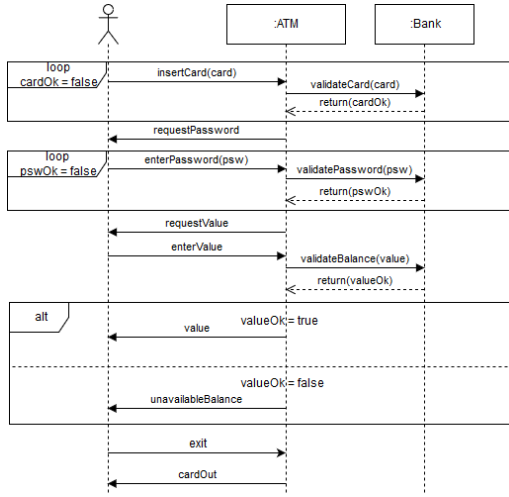 :ATM
:Bank
loop
cardOk = false
insertCard(card)
validateCard(card)
return(cardOk)
requestPassword
loop
pswOk = false
enterPassword(psw)
validatePassword(psw)
return(pswOk)
requestValue
enterValue
validateBalance(value)
return(valueOk)
alt
valueOk = true
value
valueOk = false
unavailableBalance
exit
cardOut